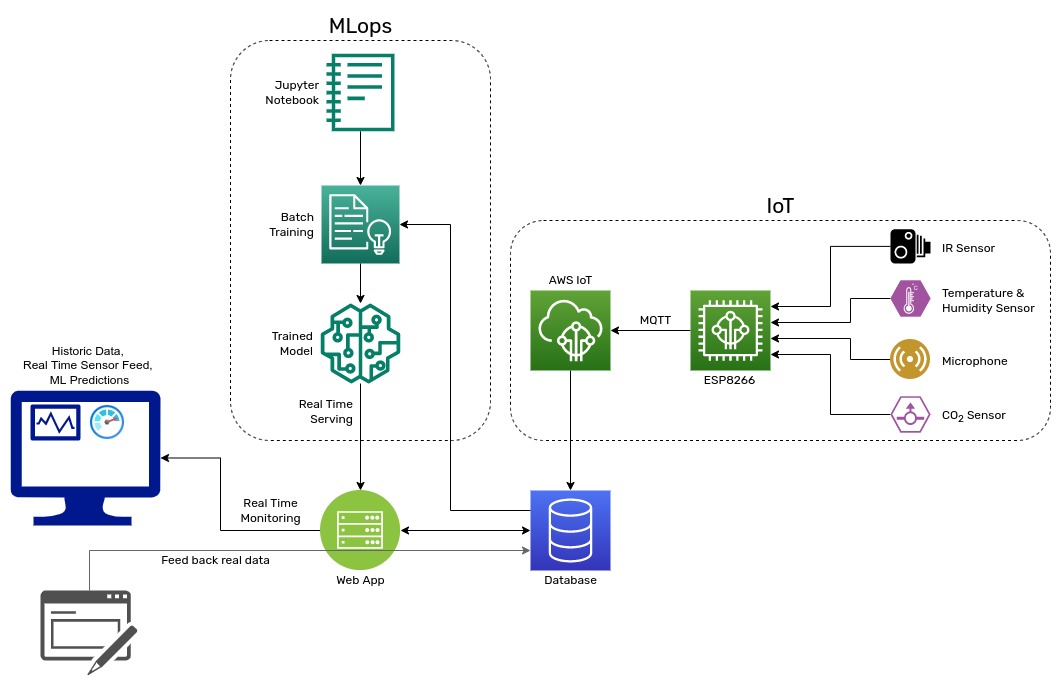 MLops
Jupyter
Notebook
Batch
Training
Trained
Model
Real Time
Serving
IoT
IR Sensor
AWS IoT
Temperature &
Humidity Sensor
°C
MQTT
Microphone
ESP8266
CO2 Sensor
Historic Data,
Real Time Sensor Feed,
ML Predictions
Real Time
Monitoring
Feed back real data
Web App
Database